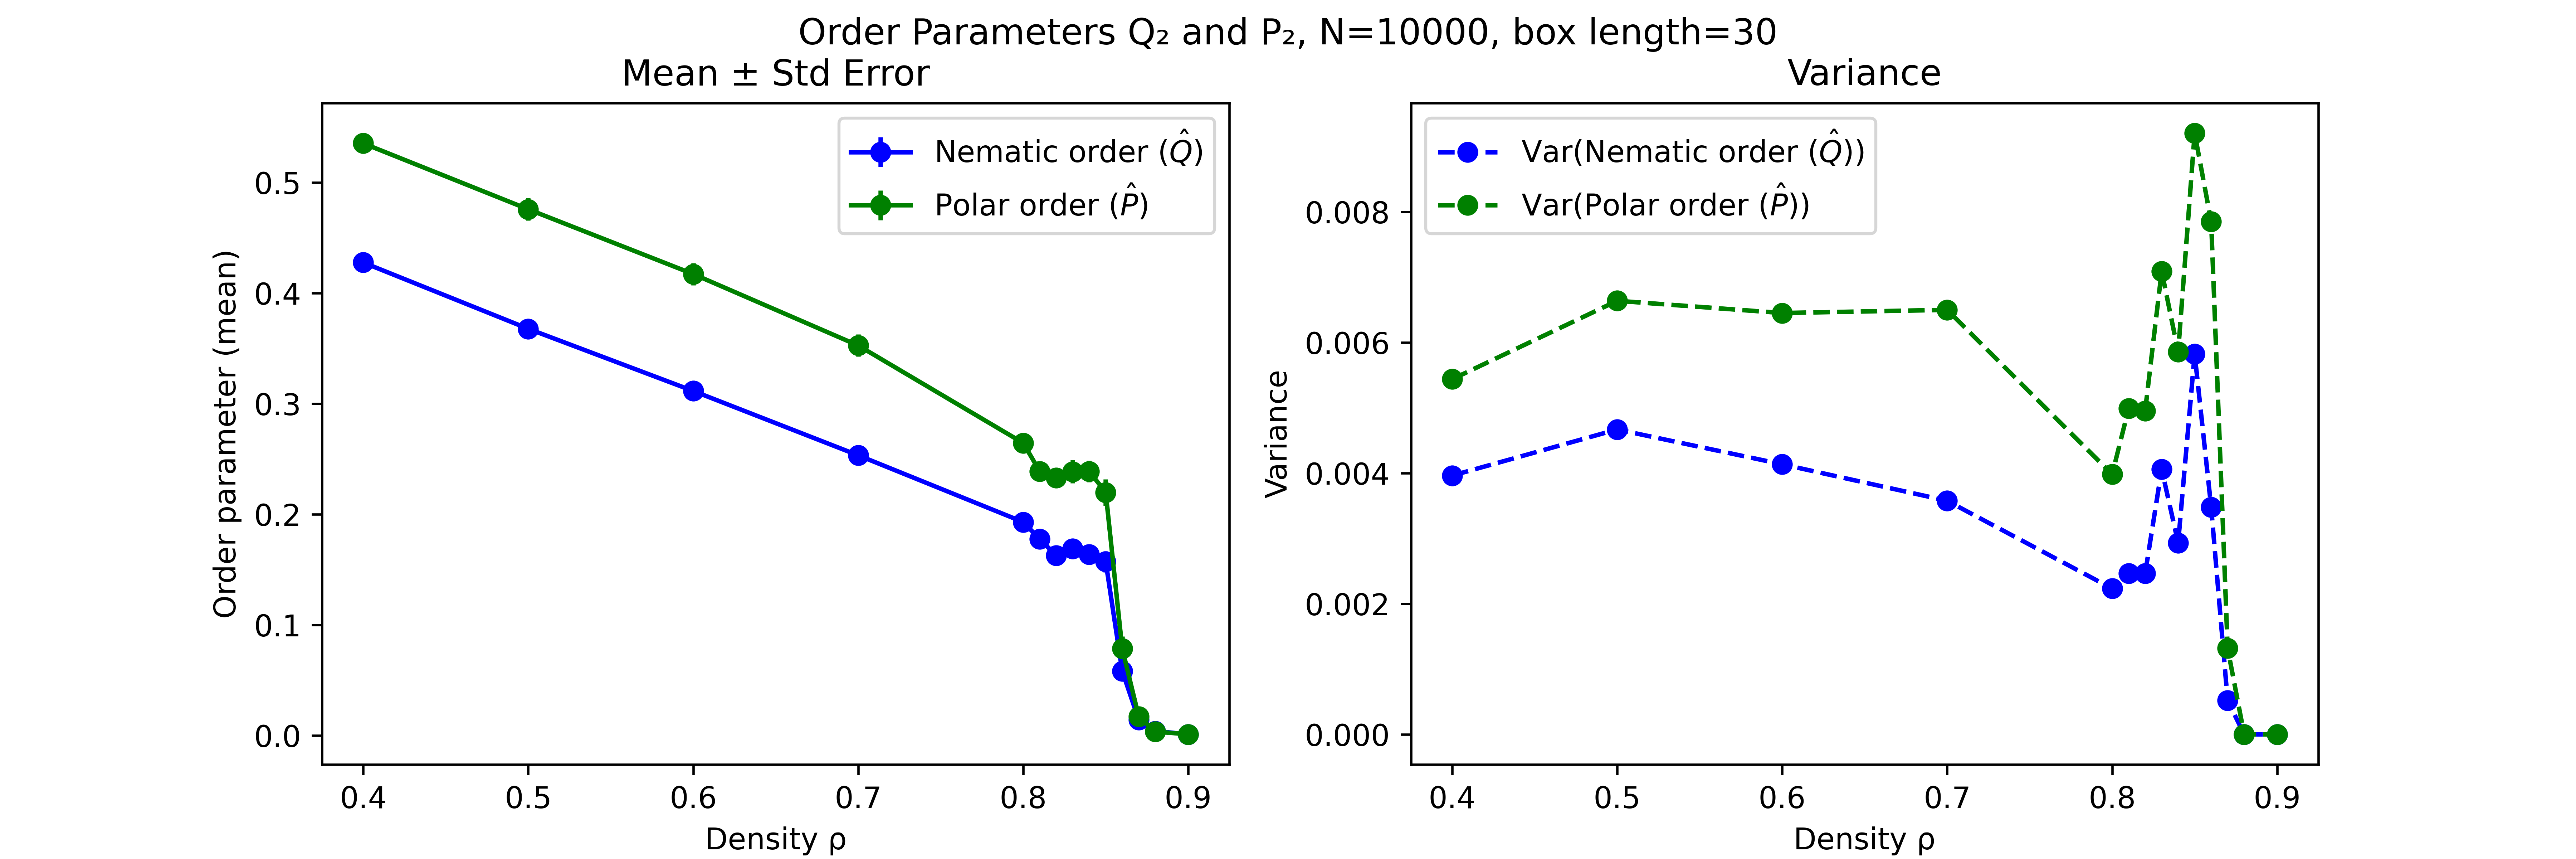 Order Parameters Q₂ and P₂, N=10000, box length=30
Mean ± Std Error
Nematic order (Q̂)
Polar order (P̂)
Order parameter (mean)
0.5
0.4
0.3
0.2
0.1
0.0
0.4 0.5 0.6 0.7 0.8 0.9
Density ρ
Variance
Var(Nematic order (Q̂))
Var(Polar order (P̂))
Variance
0.008
0.006
0.004
0.002
0.000
0.4 0.5 0.6 0.7 0.8 0.9
Density ρ